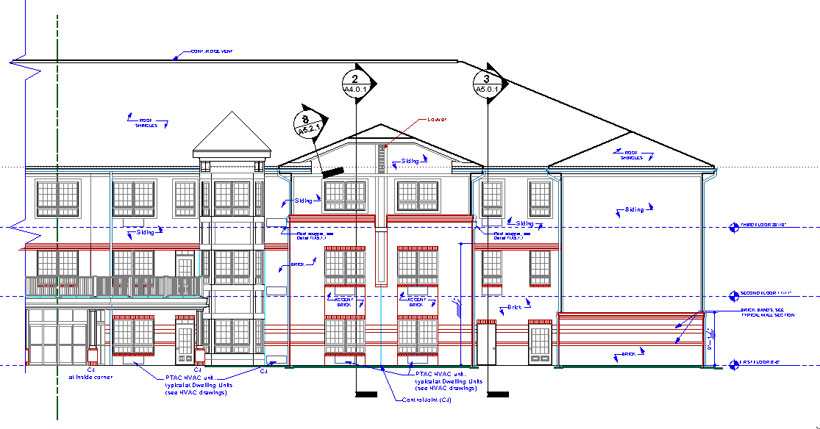 CONT. RIDGE VENT
2
A4.0.1
3
A5.0.1
8
A5.2.1
Louver
ROOF
SHINGLES
Siding
ROOF
SHINGLES
Siding
Siding
Siding
Siding
THIRD FLOOR
BRICK
ACCENT
BRICK
ACCENT
BRICK
Brick
SECOND FLOOR
BRICK BANDS, SEE
TYPICAL WALL SECTION
BRICK
FIRST FLOOR 0'-0"
CJ
at inside corner
PTAC HVAC unit,
typical at Dwelling Units
(see HVAC drawings)
CJ
PTAC HVAC unit,
typical at Dwelling Units
(see HVAC drawings)
Control Joint (CJ)